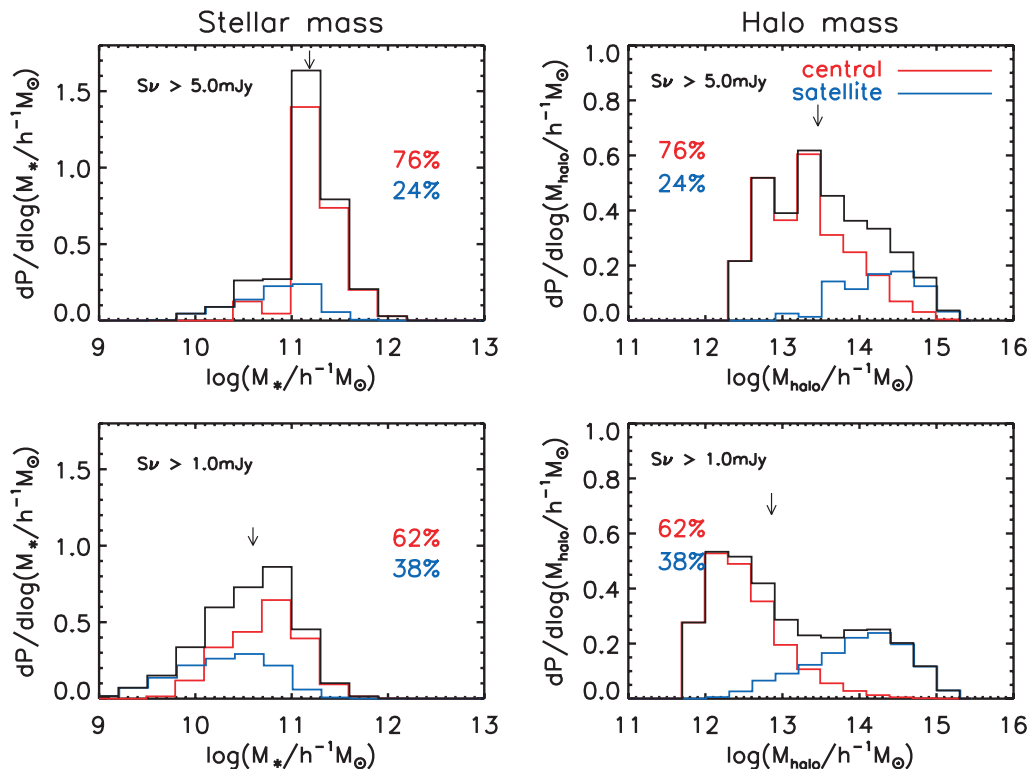 Stellar mass
Halo mass
dP/dlog(M*/h⁻¹M⊙)
1.5
1.0
0.5
0.0
Sν > 5.0mJy
76%
24%
9 10 11 12 13
log(M*/h⁻¹M⊙)
dP/dlog(Mhalo/h⁻¹M⊙)
1.0
0.8
0.6
0.4
0.2
0.0
Sν > 5.0mJy
central
satellite
76%
24%
11 12 13 14 15 16
log(Mhalo/h⁻¹M⊙)
dP/dlog(M*/h⁻¹M⊙)
1.5
1.0
0.5
0.0
Sν > 1.0mJy
62%
38%
9 10 11 12 13
log(M*/h⁻¹M⊙)
dP/dlog(Mhalo/h⁻¹M⊙)
1.0
0.8
0.6
0.4
0.2
0.0
Sν > 1.0mJy
62%
38%
11 12 13 14 15 16
log(Mhalo/h⁻¹M⊙)